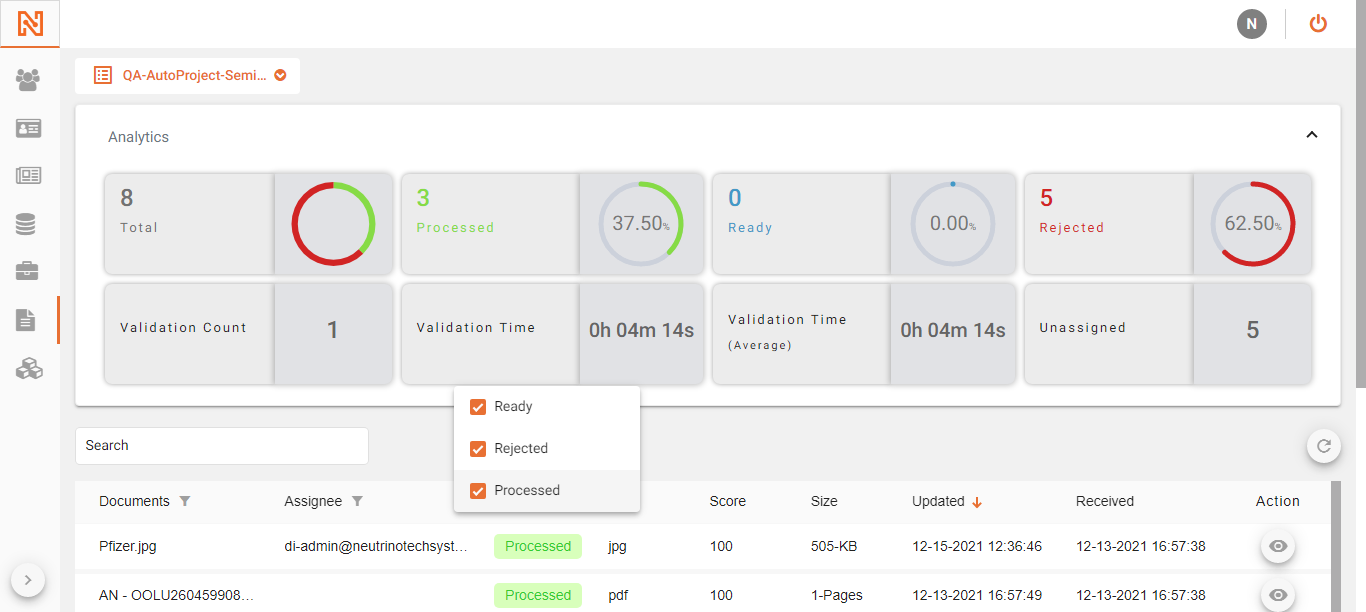 N
QA-AutoProject-Semi...
Analytics
8
Total
3
Processed
37.50%
0
Ready
0.00%
5
Rejected
62.50%
Validation Count
1
Validation Time
0h 04m 14s
Validation Time
(Average)
0h 04m 14s
Unassigned
5
Ready
Rejected
Processed
Search
Documents Assignee Score Size Updated Received Action
Pfizer.jpg di-admin@neutrinotechsyst... Processed jpg 100 505-KB 12-15-2021 12:36:46 12-13-2021 16:57:38
AN - OOLU260459908... Processed pdf 100 1-Pages 12-13-2021 16:57:49 12-13-2021 16:57:38